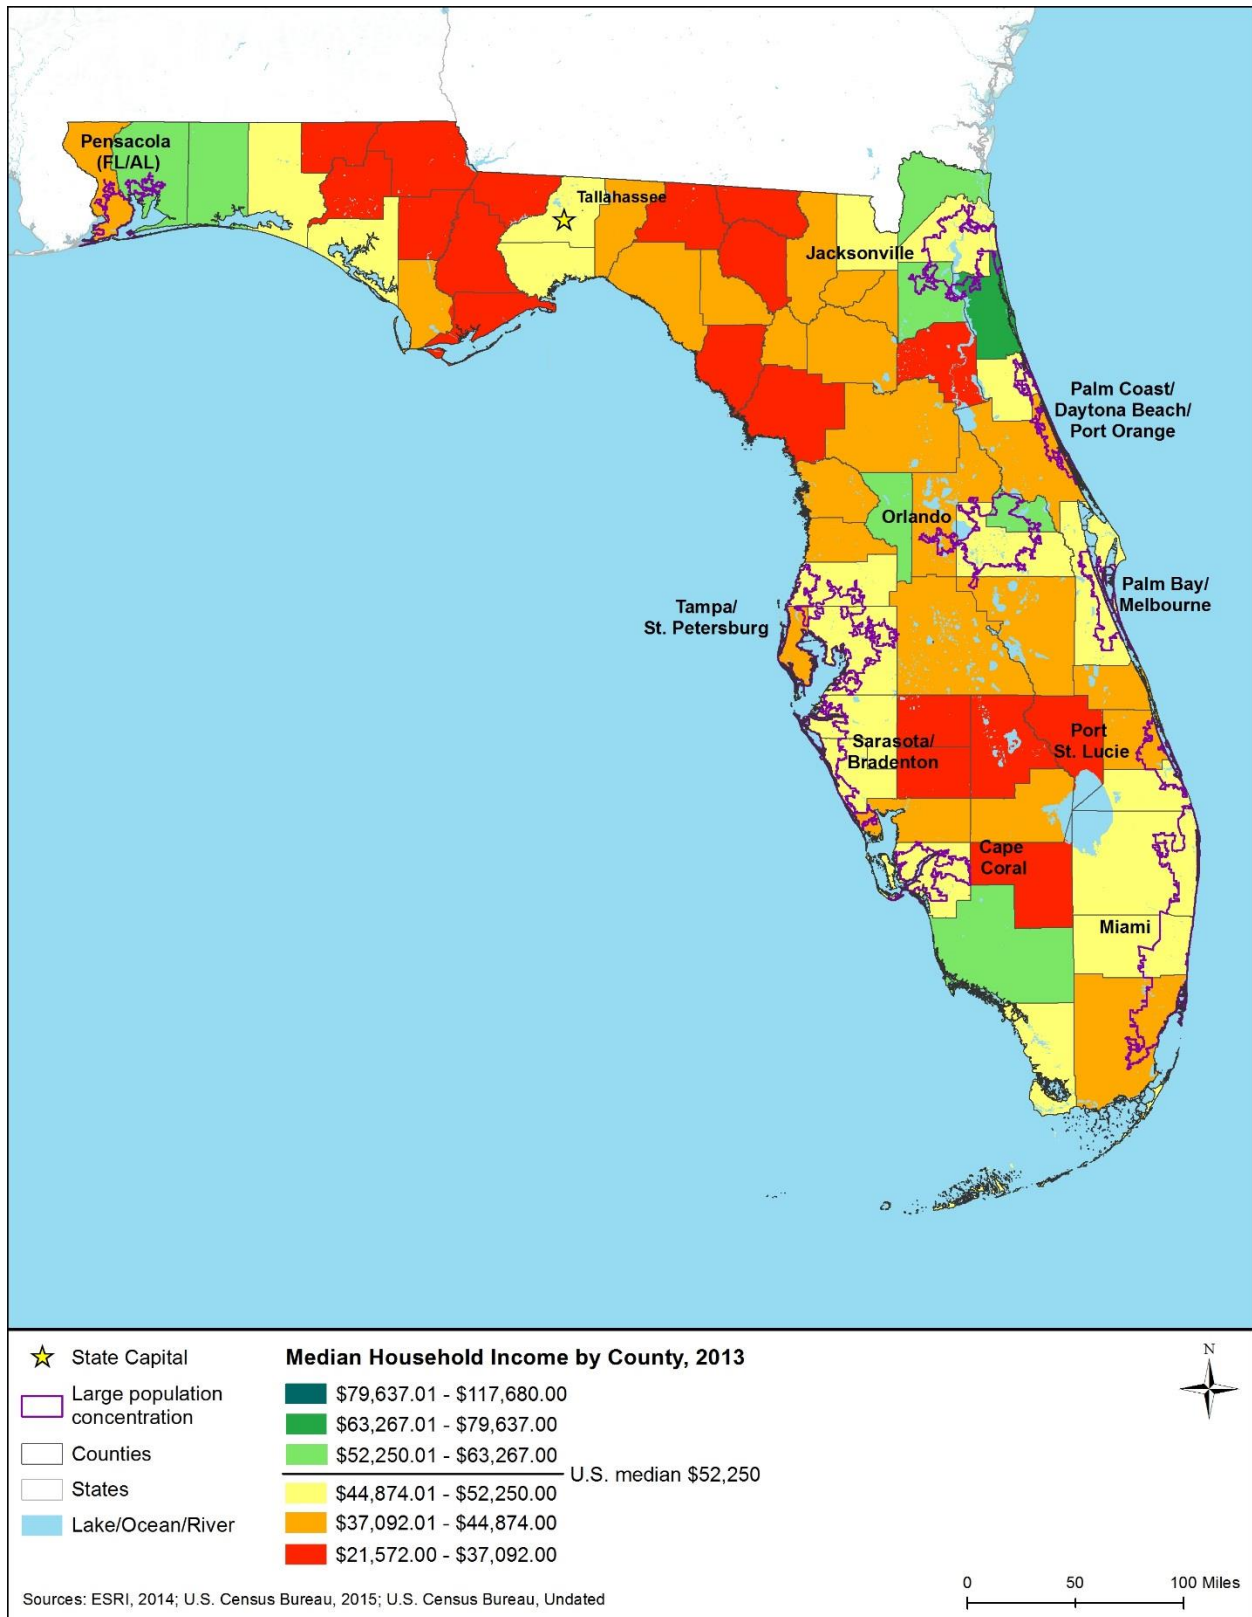 Pensacola
(FL/AL)
Tallahassee
Jacksonville
Palm Coast/
Daytona Beach/
Port Orange
Orlando
Palm Bay/
Melbourne
Tampa/
St. Petersburg
Sarasota/
Bradenton
Port
St. Lucie
Cape
Coral
Miami
State Capital
Large population
concentration
Counties
States
Lake/Ocean/River
Median Household Income by County, 2013
$79,637.01 - $117,680.00
$63,267.01 - $79,637.00
$52,250.01 - $63,267.00
U.S. median $52,250
$44,874.01 - $52,250.00
$37,092.01 - $44,874.00
$21,572.00 - $37,092.00
N
0 50 100 Miles
Sources: ESRI, 2014; U.S. Census Bureau, 2015; U.S. Census Bureau, Undated